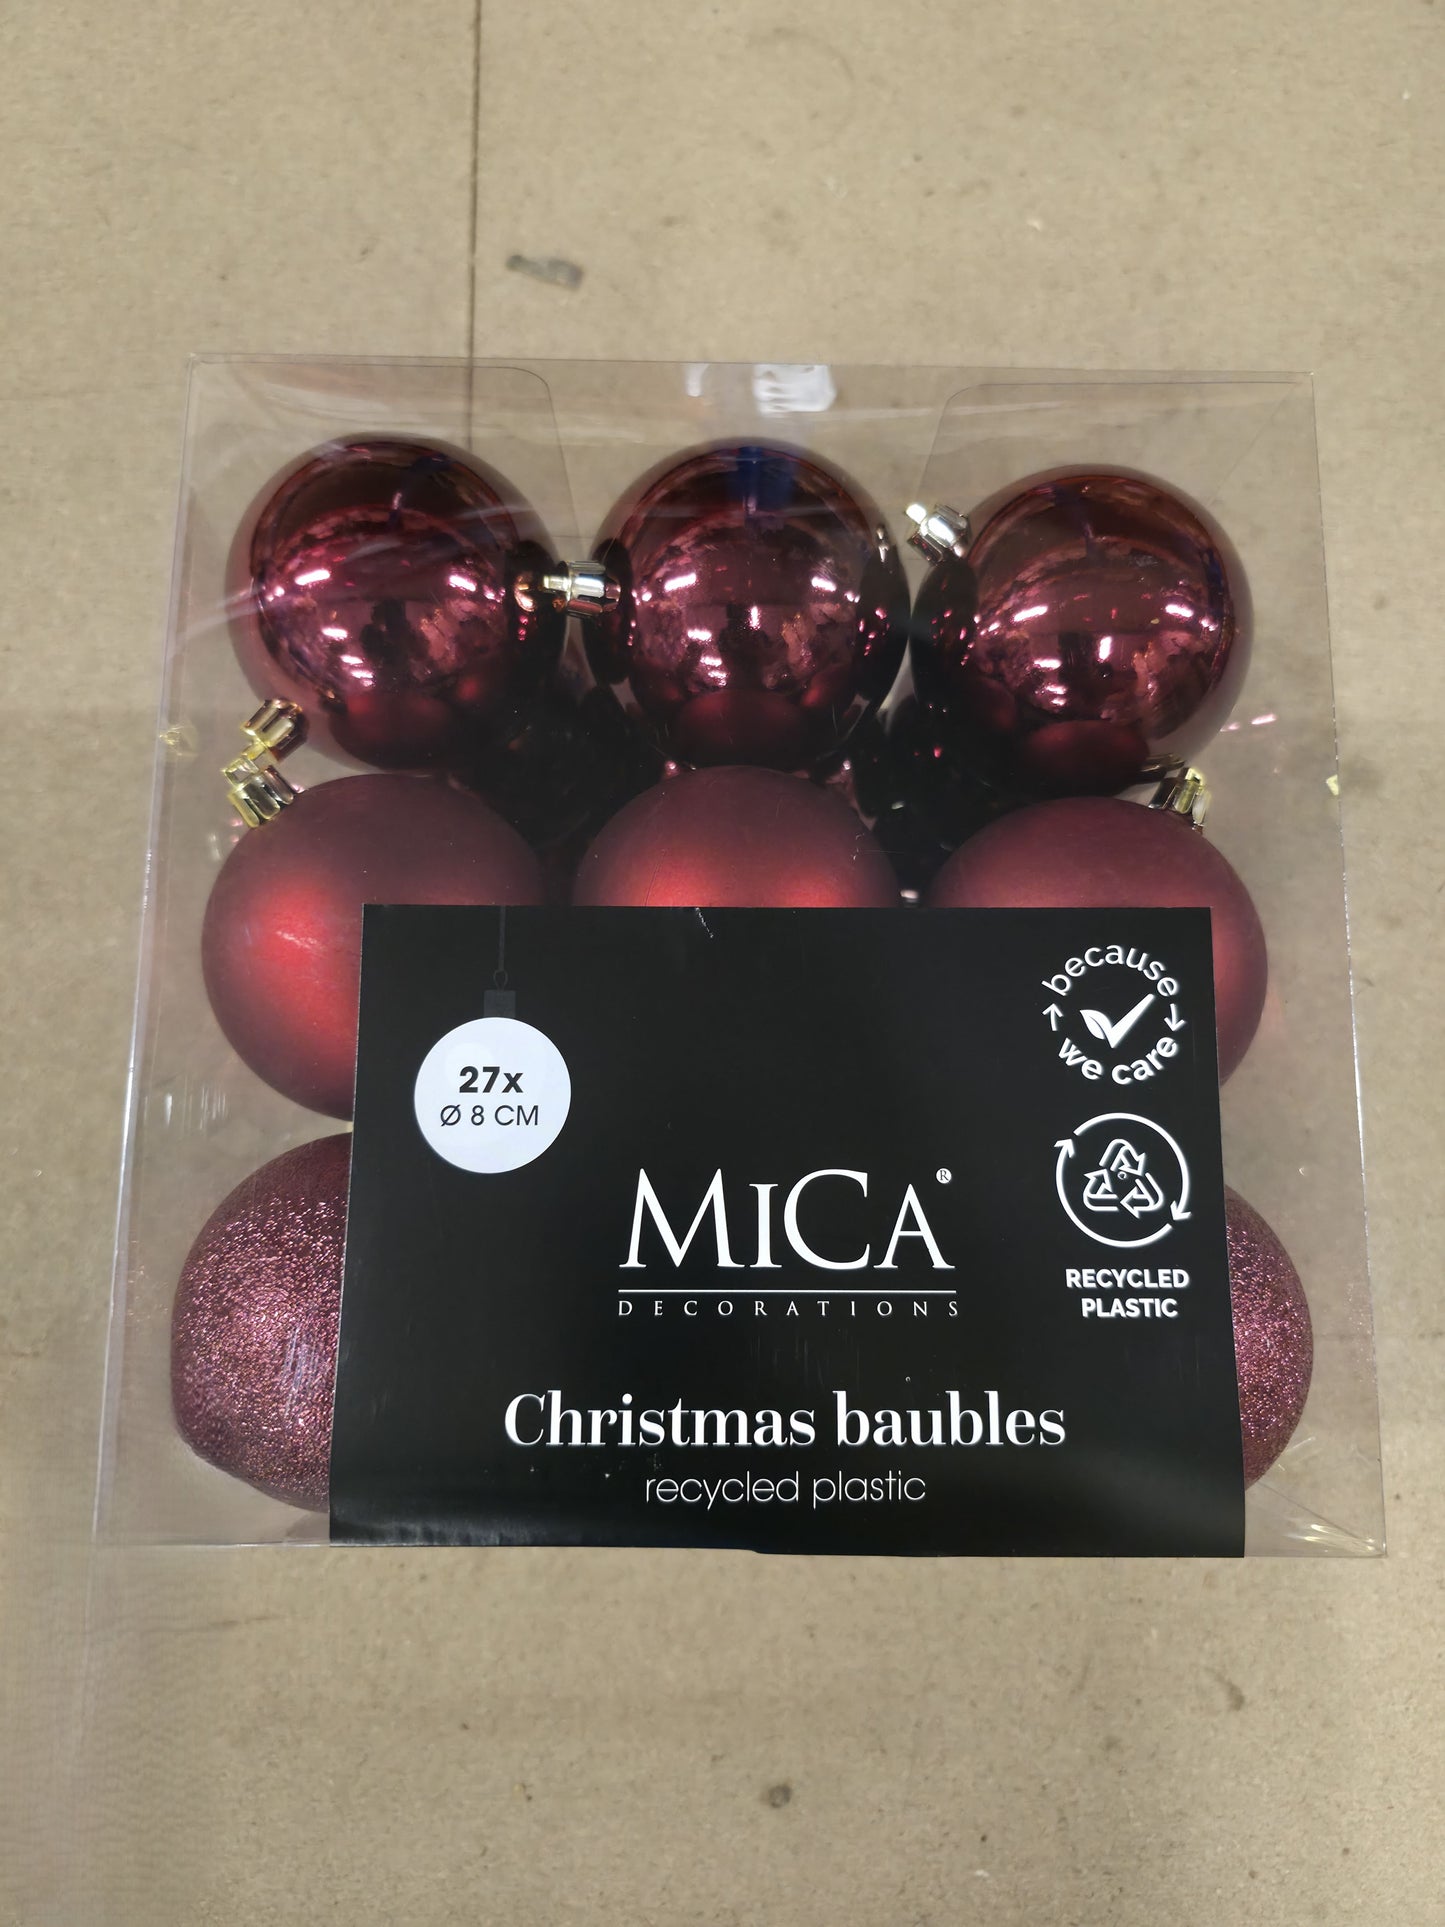 because
we care
27x
Ø 8 CM
MICA®
DECORATIONS
RECYCLED
PLASTIC
Christmas baubles
recycled plastic